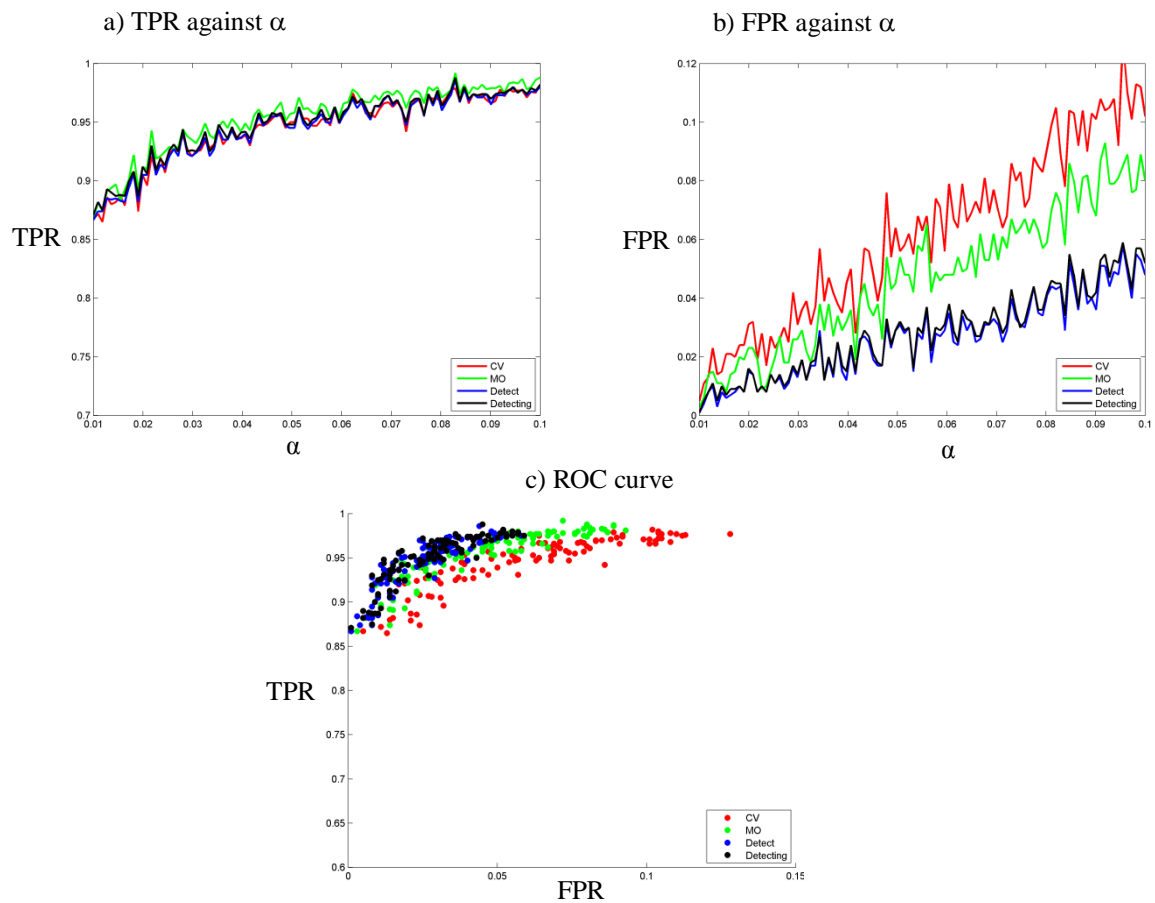 a) TPR against α
b) FPR against α
1
0.95
0.9
0.85
0.8
0.75
0.7
TPR
0.01
0.02
0.03
0.04
0.05
0.06
0.07
0.08
0.09
0.1
α
CV
MO
Detect
Detecting
0.12
0.1
0.08
0.06
0.04
0.02
0
FPR
0.01
0.02
0.03
0.04
0.05
0.06
0.07
0.08
0.09
0.1
α
CV
MO
Detect
Detecting
c) ROC curve
1
0.95
0.9
0.85
0.8
0.75
0.7
0.65
0.6
TPR
0
0.05
0.1
0.15
FPR
CV
MO
Detect
Detecting